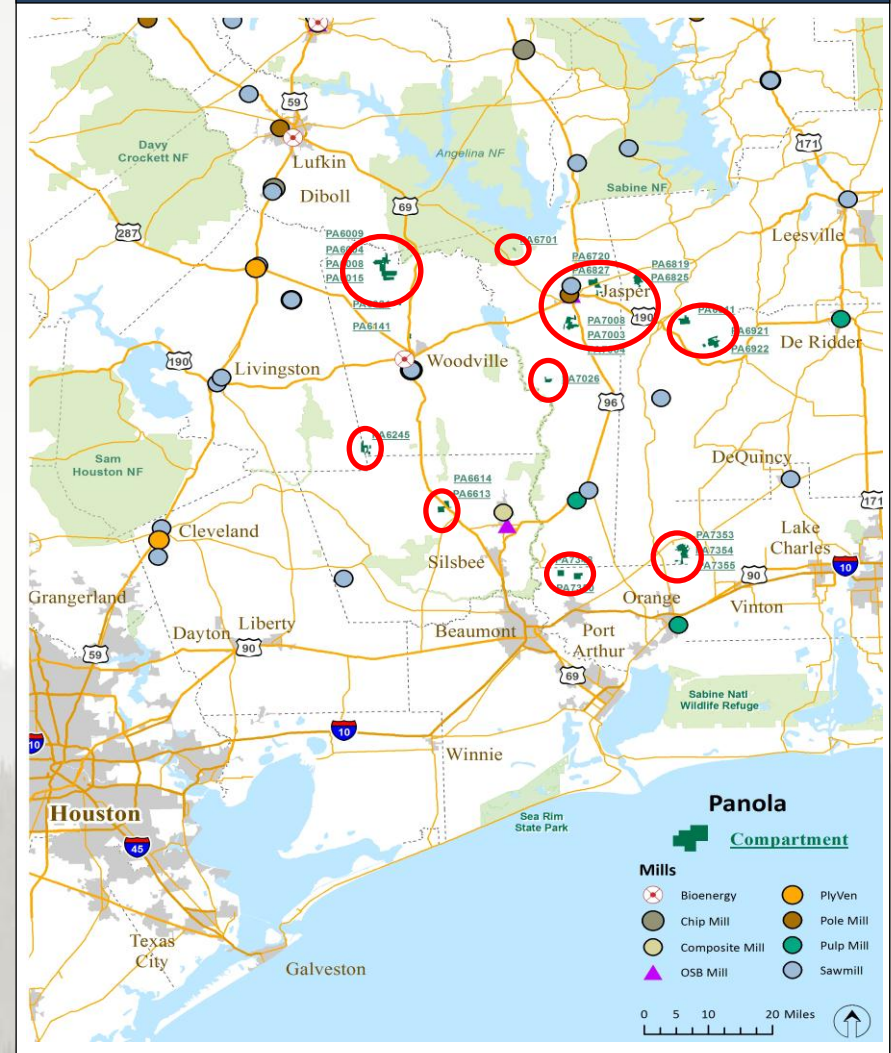 59
171
Davy
Crockett NF
Lufkin
Angelina NF
Diboll
Sabine NF
69
287
Leesville
PA6009
PA6004
PA6008
PA6015
PA6141
PA6701
PA6720
PA6827
PA6819
PA6825
Jasper
PA7008
PA7003
190
PA6921
PA6922
De Ridder
190
Livingston
Woodville
PA7026
96
Sam
Houston NF
PA6245
DeQuincy
PA6614
PA6613
171
Cleveland
Silsbee
Lake
Charles
PA7353
PA7354
PA7355
10
90
Grangerland
Orange
Vinton
Dayton
Liberty
90
Beaumont
Port
Arthur
59
69
Sabine Natl
Wildlife Refuge
10
10
Winnie
Houston
Sea Rim
State Park
45
Texas
City
Galveston
Panola
Compartment
Mills
Bioenergy
PlyVen
Chip Mill
Pole Mill
Composite Mill
Pulp Mill
OSB Mill
Sawmill
0 5 10 20 Miles